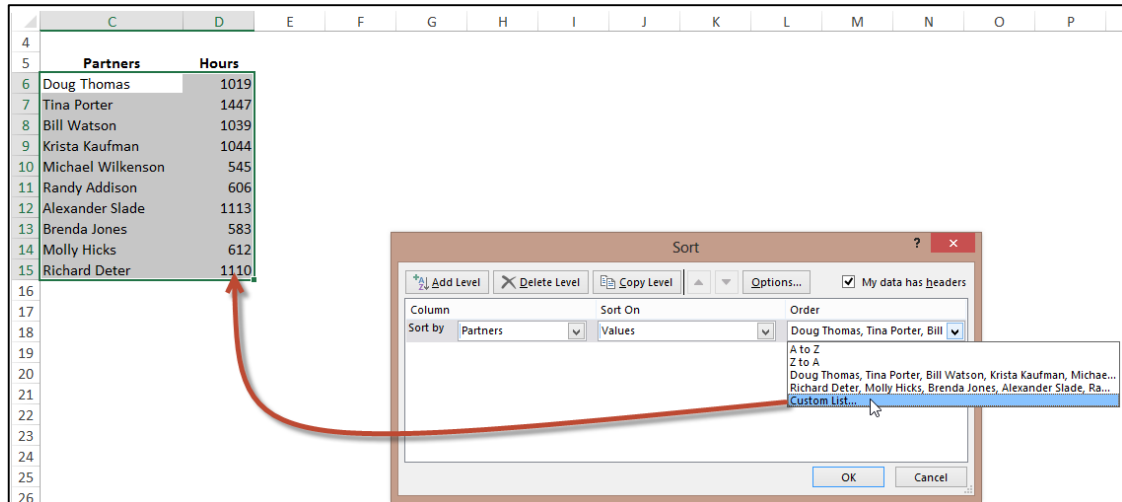 C D E F G H I J K L M N O P
4
5 Partners Hours
6 Doug Thomas 1019
7 Tina Porter 1447
8 Bill Watson 1039
9 Krista Kaufman 1044
10 Michael Wilkenson 545
11 Randy Addison 606
12 Alexander Slade 1113
13 Brenda Jones 583
14 Molly Hicks 612
15 Richard Deter 1110
16
17
18
19
20
21
22
23
24
25
26
Sort ? ×
Add Level Delete Level Copy Level Options... My data has headers
Column Sort On Order
Sort by Partners Values Doug Thomas, Tina Porter, Bill
A to Z
Z to A
Doug Thomas, Tina Porter, Bill Watson, Krista Kaufman, Michae...
Richard Deter, Molly Hicks, Brenda Jones, Alexander Slade, Ra...
Custom List...
OK Cancel